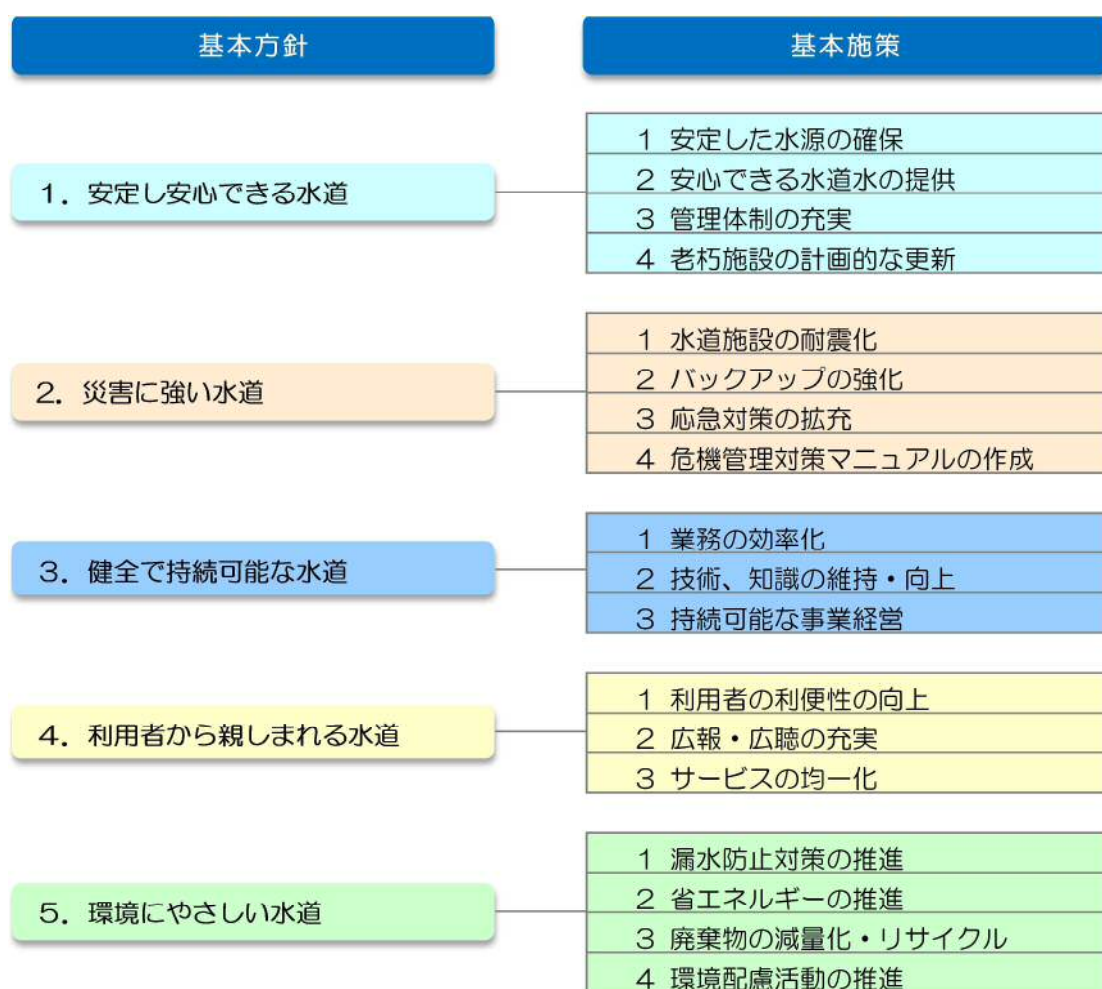 基本方針
基本施策
1．安定し安心できる水道
1 安定した水源の確保
2 安心できる水道水の提供
3 管理体制の充実
4 老朽施設の計画的な更新
2．災害に強い水道
1 水道施設の耐震化
2 バックアップの強化
3 応急対策の拡充
4 危機管理対策マニュアルの作成
3．健全で持続可能な水道
1 業務の効率化
2 技術、知識の維持・向上
3 持続可能な事業経営
4．利用者から親しまれる水道
1 利用者の利便性の向上
2 広報・広聴の充実
3 サービスの均一化
5．環境にやさしい水道
1 漏水防止対策の推進
2 省エネルギーの推進
3 廃棄物の減量化・リサイクル
4 環境配慮活動の推進